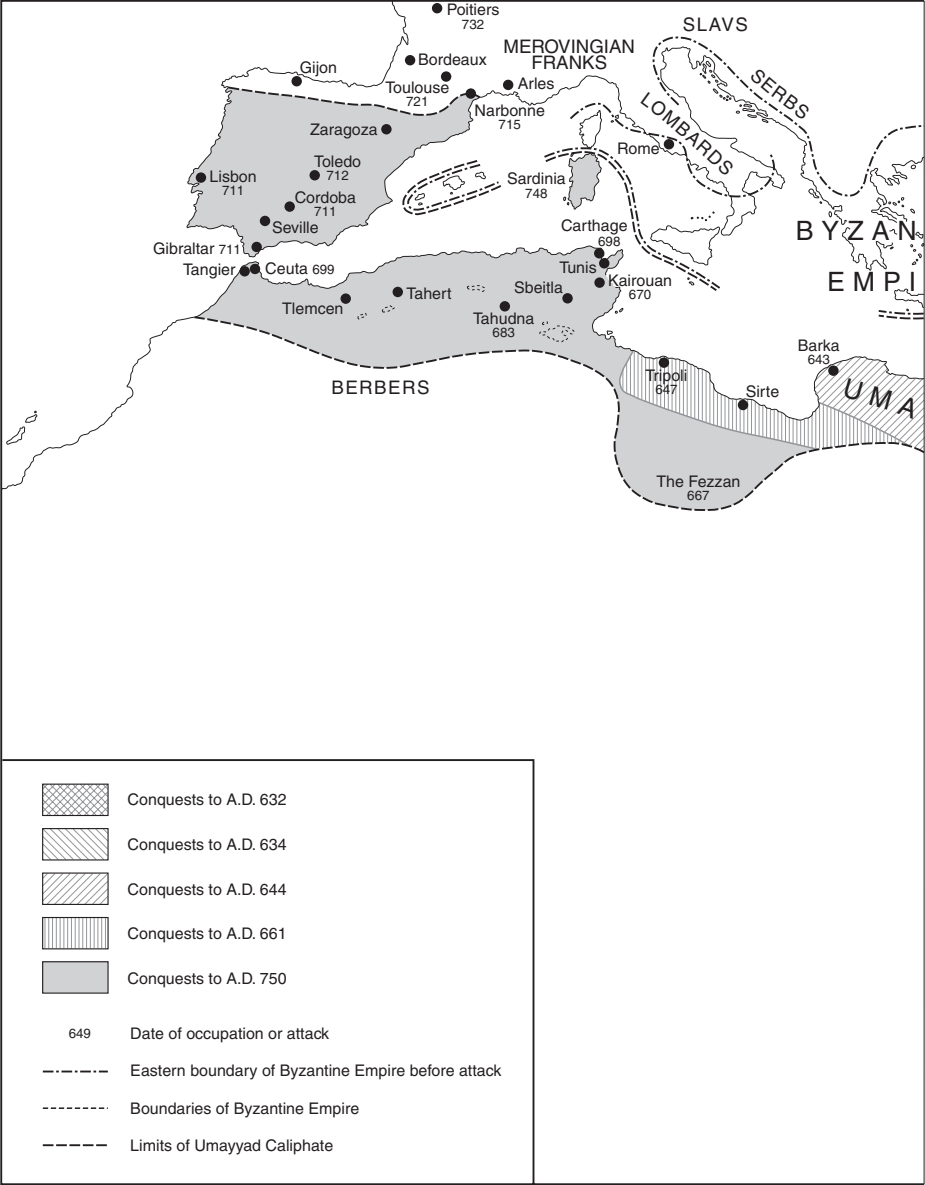 Poitiers
732
SLAVS
MEROVINGIAN
FRANKS
Bordeaux
Gijon
Toulouse
721
Arles
SERBS
Narbonne
715
LOMBARDS
Zaragoza
Rome
Toledo
712
Lisbon
711
Sardinia
748
Cordoba
711
Seville
Carthage
698
BYZAN
Gibraltar 711
Tangier
Ceuta 699
Tunis
Kairouan
670
EMPI
Sbeitla
Tahert
Tlemcen
Tahudna
683
Barka
643
Tripoli
647
Sirte
UMA
BERBERS
The Fezzan
667
Conquests to A.D. 632
Conquests to A.D. 634
Conquests to A.D. 644
Conquests to A.D. 661
Conquests to A.D. 750
649 Date of occupation or attack
Eastern boundary of Byzantine Empire before attack
Boundaries of Byzantine Empire
Limits of Umayyad Caliphate